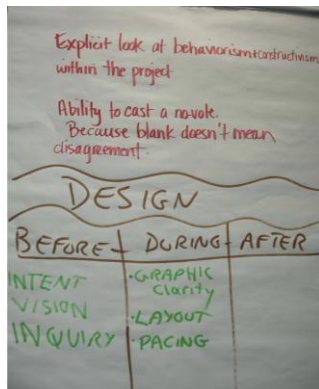 Explicit look at behaviorism + constructivism
within the project
Ability to cast a no vote.
Because blank doesn't mean
disagreement.
DESIGN
BEFORE DURING AFTER
INTENT
VISION
INQUIRY
• GRAPHIC
Clarity
• LAYOUT
• PACING